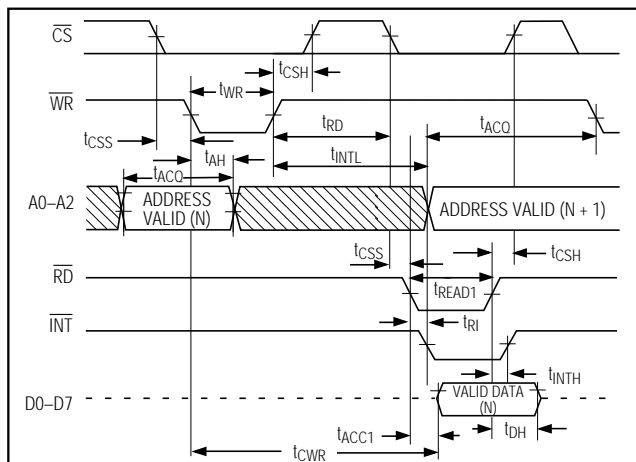 CS
tCSH
tWR
WR
tRD
tACQ
tCSS
tAH
tINTL
tACQ
A0–A2
ADDRESS VALID (N)
ADDRESS VALID (N + 1)
tCSS
tCSH
RD
tREAD1
tRI
INT
tINTH
D0–D7
VALID DATA (N)
tACC1
tDH
tCWR